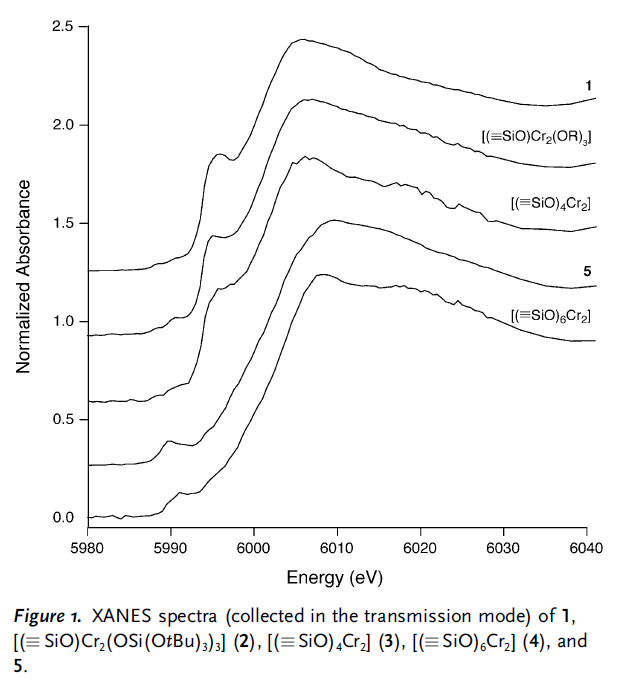 2.5
2.0
1.5
1.0
0.5
0.0
Normalized Absorbance
1
[(≡SiO)Cr₂(OR)₃]
[(≡SiO)₄Cr₂]
5
[(≡SiO)₆Cr₂]
5980 5990 6000 6010 6020 6030 6040
Energy (eV)
Figure 1. XANES spectra (collected in the transmission mode) of 1,
[(≡SiO)Cr₂(OSi(OtBu)₃)₃] (2), [(≡SiO)₄Cr₂] (3), [(≡SiO)₆Cr₂] (4), and
5.